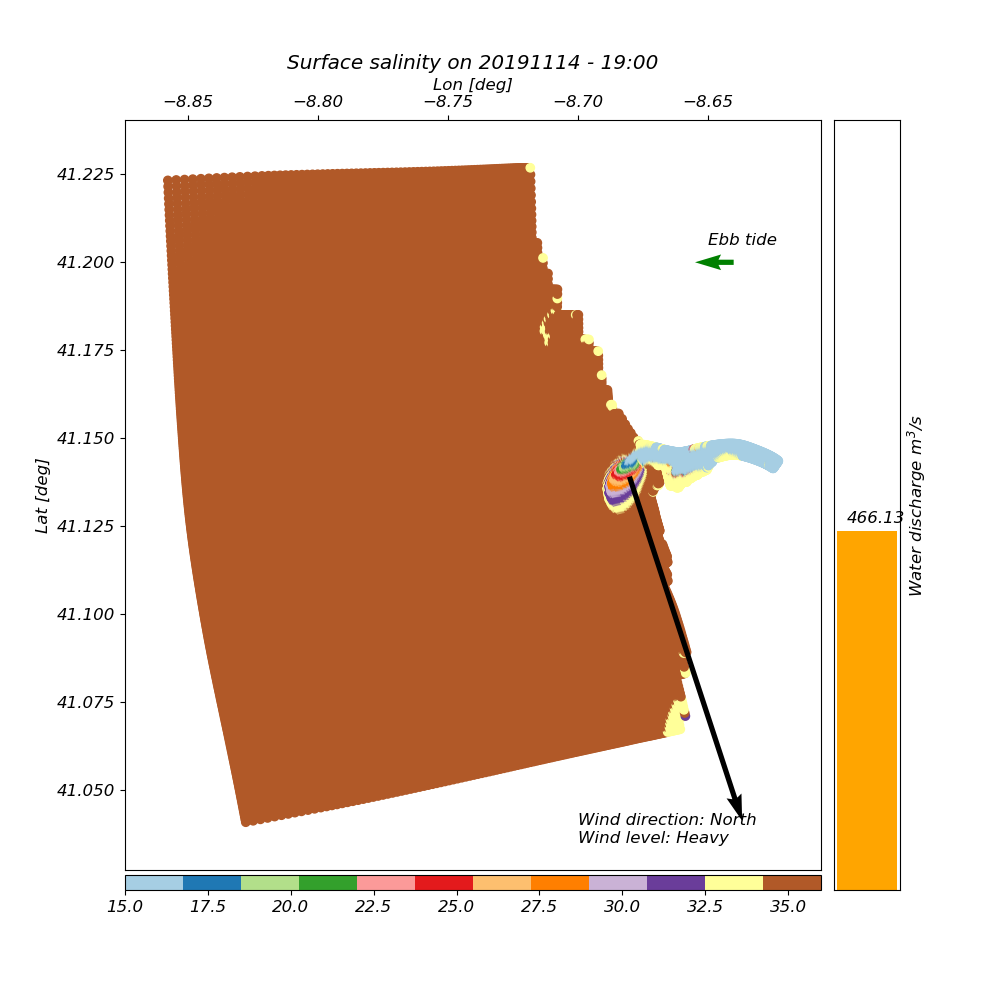 Surface salinity on 20191114 - 19:00
Lon [deg]
−8.85 −8.80 −8.75 −8.70 −8.65
41.225
Ebb tide
41.200
41.175
41.150
Lat [deg]
41.125
466.13
Water discharge m³/s
41.100
41.075
41.050
Wind direction: North
Wind level: Heavy
15.0 17.5 20.0 22.5 25.0 27.5 30.0 32.5 35.0